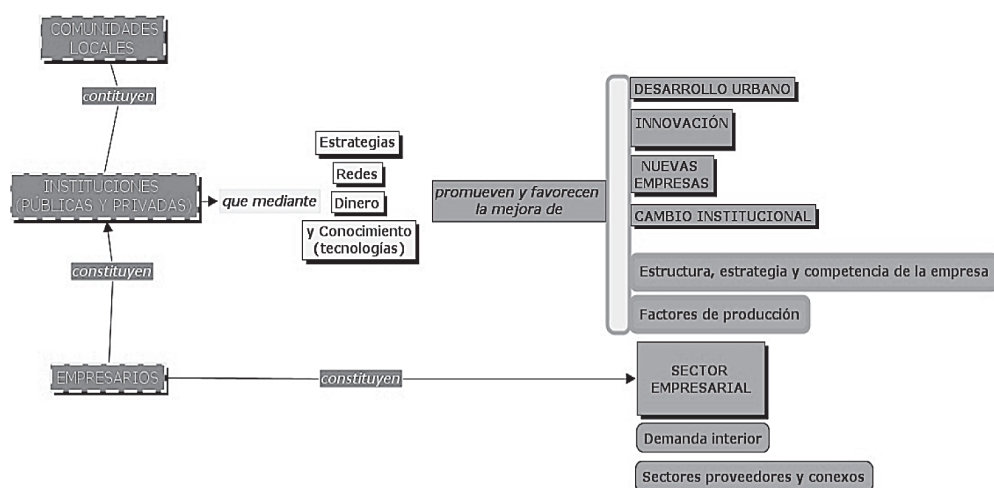 COMUNIDADES
LOCALES
contituyen
INSTITUCIONES
(PÚBLICAS Y PRIVADAS)
que mediante
Estrategias
Redes
Dinero
y Conocimiento
(tecnologías)
promueven y favorecen
la mejora de
DESARROLLO URBANO
INNOVACIÓN
NUEVAS
EMPRESAS
CAMBIO INSTITUCIONAL
Estructura, estrategia y competencia de la empresa
Factores de producción
constituyen
EMPRESARIOS
constituyen
SECTOR
EMPRESARIAL
Demanda interior
Sectores proveedores y conexos